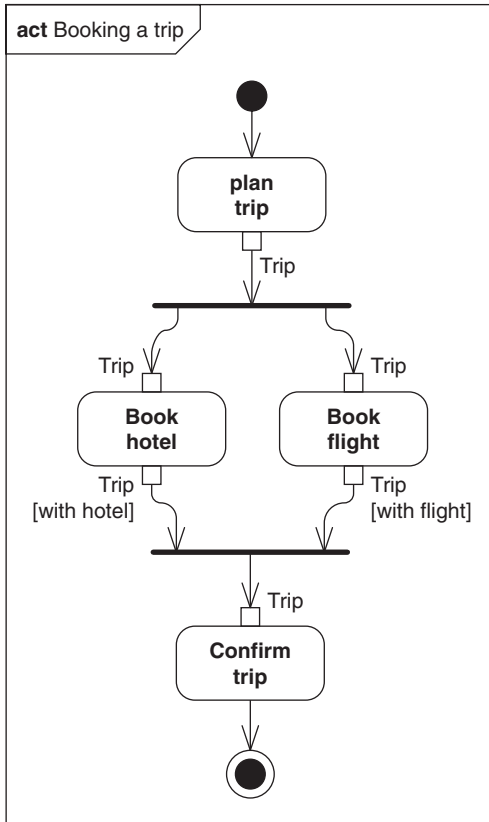 act Booking a trip
plan
trip
Trip
Trip
Trip
Book
hotel
Book
flight
Trip
[with hotel]
Trip
[with flight]
Trip
Confirm
trip